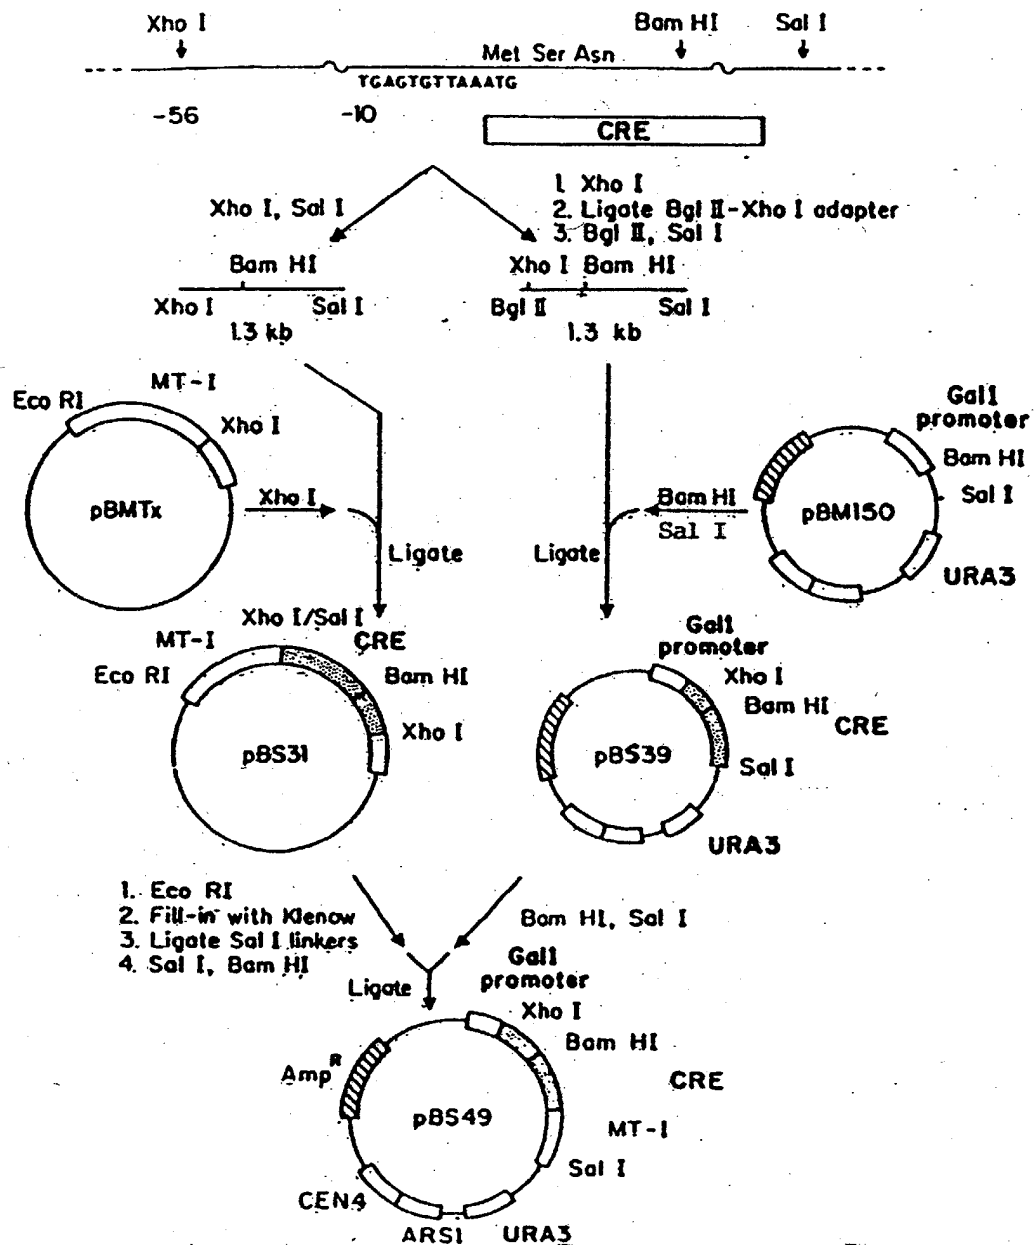 Xho I
Bam HI
Sal I
Met Ser Asn
TGAGTGTTAAATG
-56
-10
CRE
Xho I, Sal I
1. Xho I
2. Ligate Bgl II-Xho I adapter
3. Bgl II, Sal I
Bam HI
Xho I
Sal I
1.3 kb
Xho I Bam HI
Bgl II
Sal I
1.3 kb
MT-I
Eco RI
Xho I
pBMTx
Xho I
Ligate
Gal1
promoter
Bam HI
Sal I
pBM150
URA3
Bam HI
Sal I
Ligate
Xho I/Sal I
MT-I
CRE
Eco RI
Bam HI
Xho I
pBS31
Gal1
promoter
Xho I
Bam HI
CRE
pBS39
Sal I
URA3
1. Eco RI
2. Fill-in with Klenow
3. Ligate Sal I linkers
4. Sal I, Bam HI
Bam HI, Sal I
Ligate
Gal1
promoter
Xho I
Bam HI
Amp R
CRE
pBS49
MT-I
Sal I
CEN4
ARS1
URA3